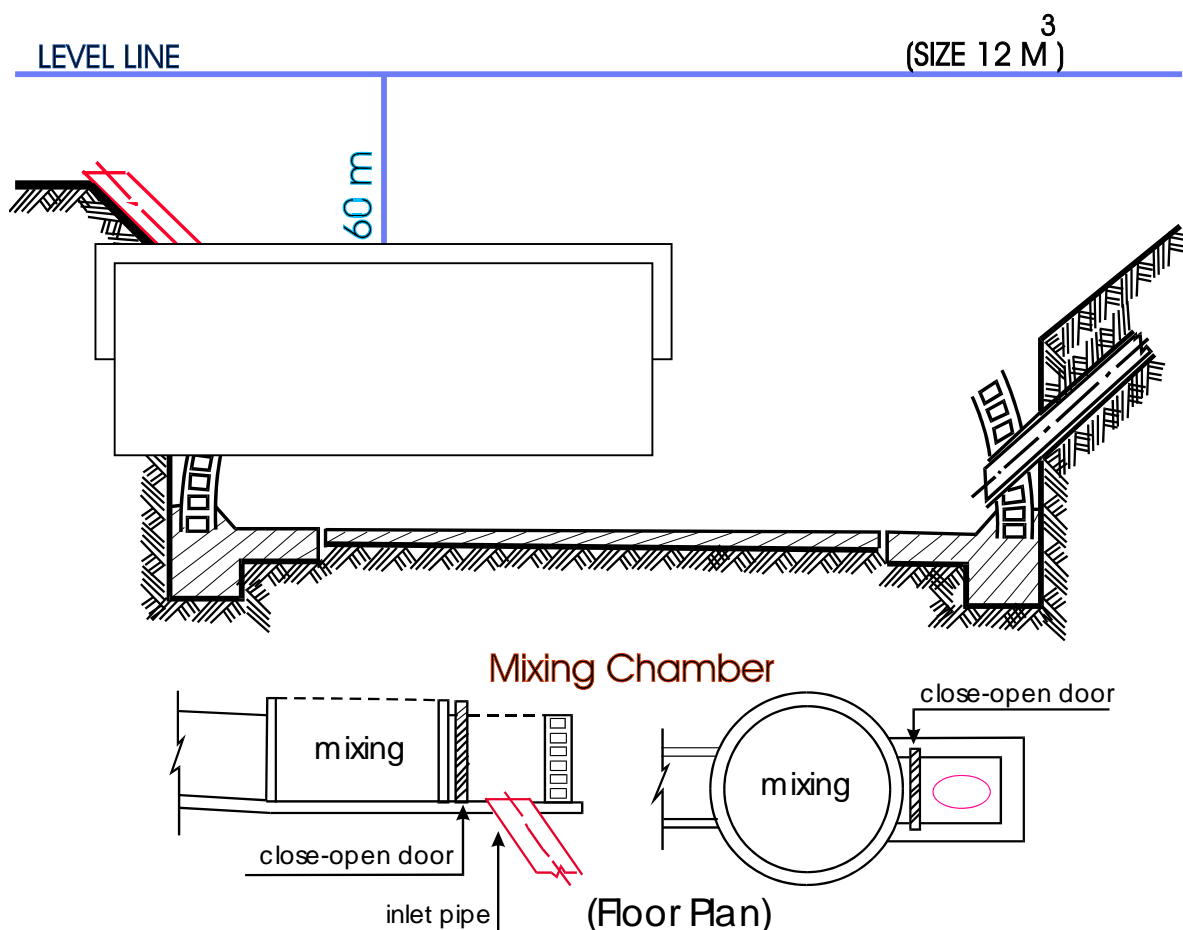 LEVEL LINE
(SIZE 12 M³)
60 m
Mixing Chamber
close-open door
mixing
mixing
close-open door
inlet pipe
(Floor Plan)